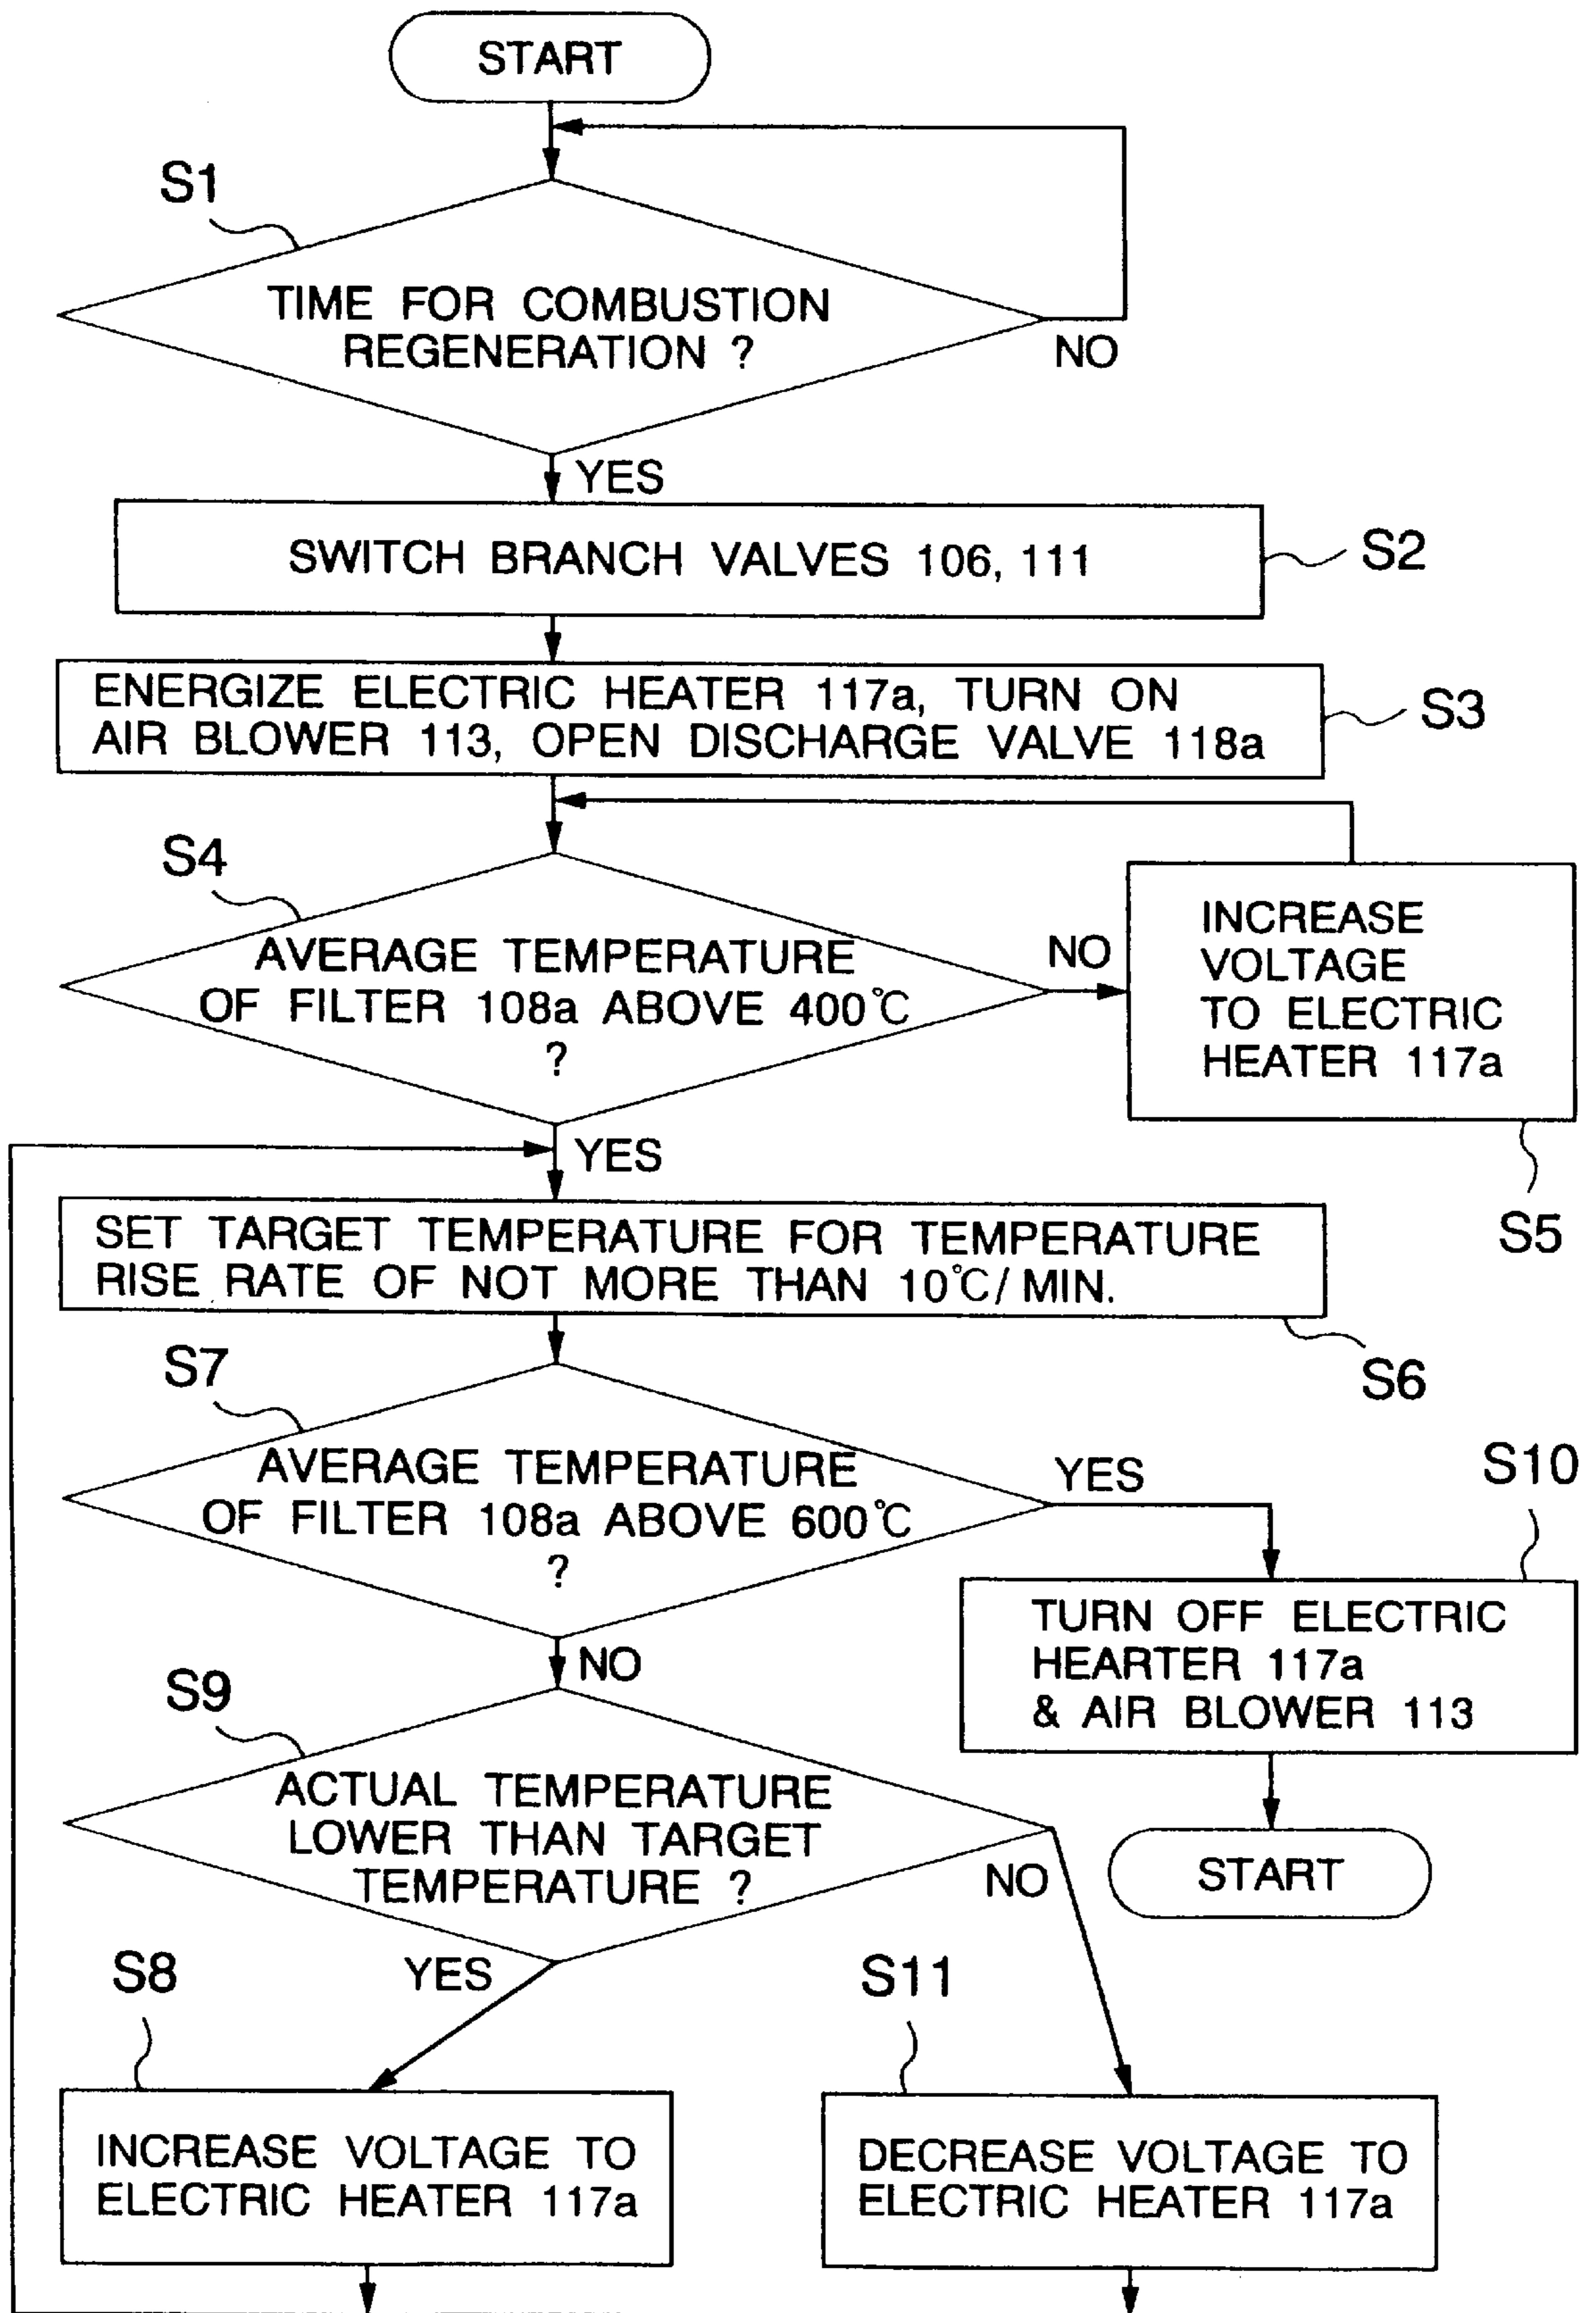 START
S1
TIME FOR COMBUSTION
REGENERATION ?
NO
YES
SWITCH BRANCH VALVES 106, 111
S2
ENERGIZE ELECTRIC HEATER 117a, TURN ON
AIR BLOWER 113, OPEN DISCHARGE VALVE 118a
S3
S4
AVERAGE TEMPERATURE
OF FILTER 108a ABOVE 400℃
?
NO
INCREASE
VOLTAGE
TO ELECTRIC
HEATER 117a
S5
YES
SET TARGET TEMPERATURE FOR TEMPERATURE
RISE RATE OF NOT MORE THAN 10℃/ MIN.
S6
S7
AVERAGE TEMPERATURE
OF FILTER 108a ABOVE 600℃
?
YES
S10
TURN OFF ELECTRIC
HEARTER 117a
& AIR BLOWER 113
START
NO
S9
ACTUAL TEMPERATURE
LOWER THAN TARGET
TEMPERATURE ?
NO
YES
S8
INCREASE VOLTAGE TO
ELECTRIC HEATER 117a
S11
DECREASE VOLTAGE TO
ELECTRIC HEATER 117a